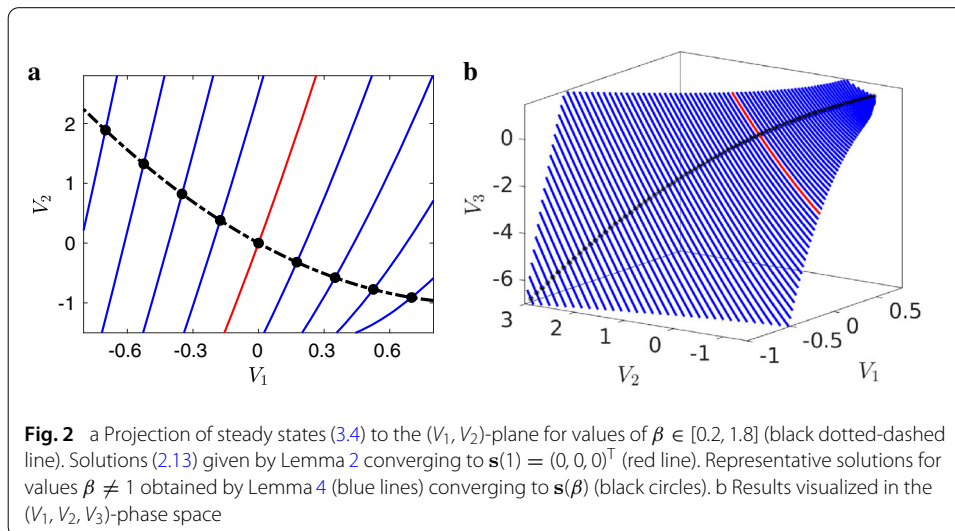 a
2
1
0
-1
V₂
-0.6
-0.3
0
0.3
0.6
V₁
b
0
-2
-4
-6
V₃
3
2
1
0
-1
V₂
-1
-0.5
0
0.5
V₁
Fig. 2 a Projection of steady states (3.4) to the (V₁, V₂)-plane for values of β ∈ [0.2, 1.8] (black dotted-dashed
line). Solutions (2.13) given by Lemma 2 converging to s(1) = (0, 0, 0)ᵀ (red line). Representative solutions for
values β ≠ 1 obtained by Lemma 4 (blue lines) converging to s(β) (black circles). b Results visualized in the
(V₁, V₂, V₃)-phase space